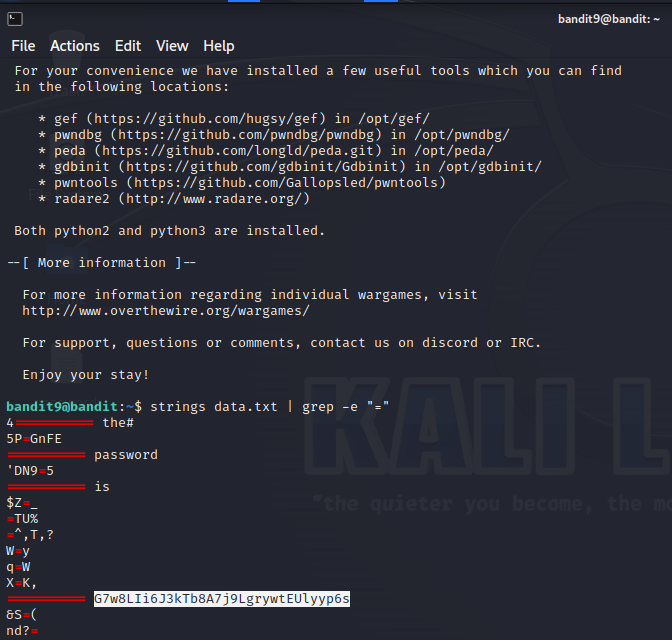 bandit9@bandit: ~
File Actions Edit View Help
For your convenience we have installed a few useful tools which you can find
in the following locations:
* gef (https://github.com/hugsy/gef) in /opt/gef/
* pwndbg (https://github.com/pwndbg/pwndbg) in /opt/pwndbg/
* peda (https://github.com/longld/peda.git) in /opt/peda/
* gdbinit (https://github.com/gdbinit/Gdbinit) in /opt/gdbinit/
* pwntools (https://github.com/Gallopsled/pwntools)
* radare2 (http://www.radare.org/)
Both python2 and python3 are installed.
--[ More information ]--
For more information regarding individual wargames, visit
http://www.overthewire.org/wargames/
For support, questions or comments, contact us on discord or IRC.
Enjoy your stay!
bandit9@bandit:~$ strings data.txt | grep -e "="
4========== the#
5P=GnFE
========== password
'DN9=5
========== is
$Z=_
=TU%
=^,T,?
W=y
q=W
X=K,
========== G7w8LIi6J3kTb8A7j9LgrywtEUlyyp6s
&S=(
nd?=
KALI L
"the quieter you become, the mo